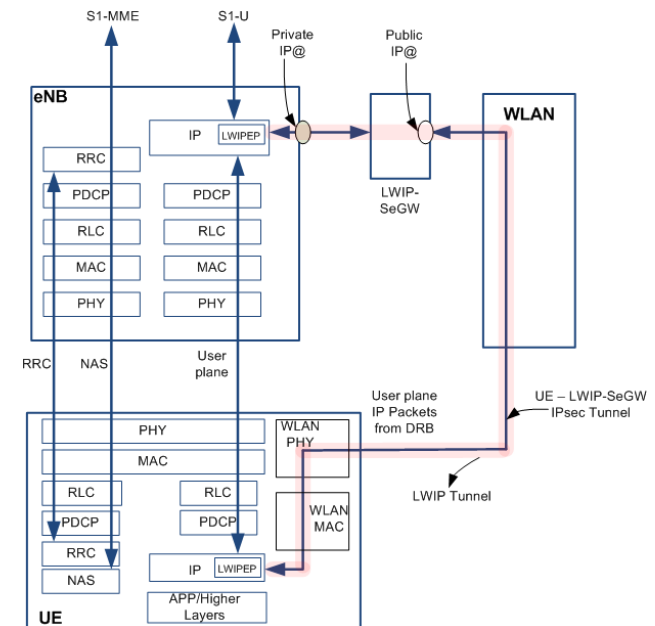 S1-MME
S1-U
Private
IP@
Public
IP@
eNB
WLAN
IP
LWIPEP
RRC
PDCP
PDCP
LWIP-
SeGW
RLC
RLC
MAC
MAC
PHY
PHY
RRC
NAS
User
plane
User plane
IP Packets
from DRB
UE – LWIP-SeGW
IPsec Tunnel
LWIP Tunnel
PHY
WLAN
PHY
MAC
RLC
RLC
WLAN
MAC
PDCP
PDCP
RRC
IP
LWIPEP
NAS
APP/Higher
Layers
UE